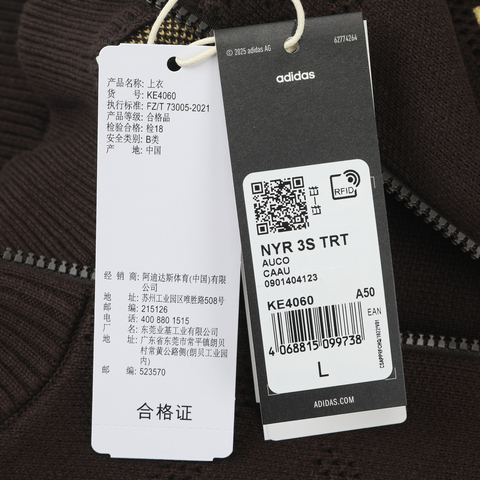 产品名称: 上衣
货 号: KE4060
执行标准: FZ/T 73005-2021
产品等级: 合格品
检验合格: 检18
安全类别: B类
产 地: 中国
经 销 商: 阿迪达斯体育(中国)有限
公司
地 址: 苏州工业园区唯胜路508号
邮 编: 215126
电 话: 400 880 1515
厂 名: 东莞业基工业有限公司
地 址: 广东省东莞市常平镇朗贝
村常黄公路侧(朗贝工业园
内)
邮 编: 523570
合格证
© 2025 adidas AG
62774264
adidas
RFID
NYR 3S TRT
AUCO
CAAU
0901404123
KE4060
A50
EAN
4 068815 099738
L
ADIDAS.COM